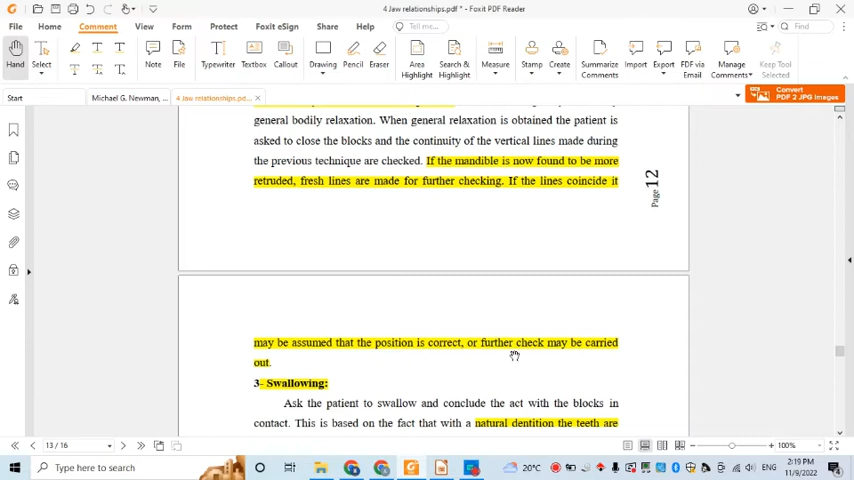 4 Jaw relationships.pdf * - Foxit PDF Reader
File Home Comment View Form Protect Foxit eSign Share Help Tell me... Find
Hand Select Note File Typewriter Textbox Callout Drawing Pencil Eraser Area Highlight Search & Highlight Measure Stamp Create Summarize Comments Import Export FDF via Email Manage Comments Keep Tool Selected
Start Michael G. Newman, ... 4 Jaw relationships.pd... Convert PDF 2 JPG Images
general bodily relaxation. When general relaxation is obtained the patient is
asked to close the blocks and the continuity of the vertical lines made during
the previous technique are checked. If the mandible is now found to be more
retruded, fresh lines are made for further checking. If the lines coincide it
Page 12
may be assumed that the position is correct, or further check may be carried
out.
3- Swallowing:
Ask the patient to swallow and conclude the act with the blocks in
contact. This is based on the fact that with a natural dentition the teeth are
13 / 16 100%
Type here to search 20°C ENG 2:19 PM
11/9/2022 4